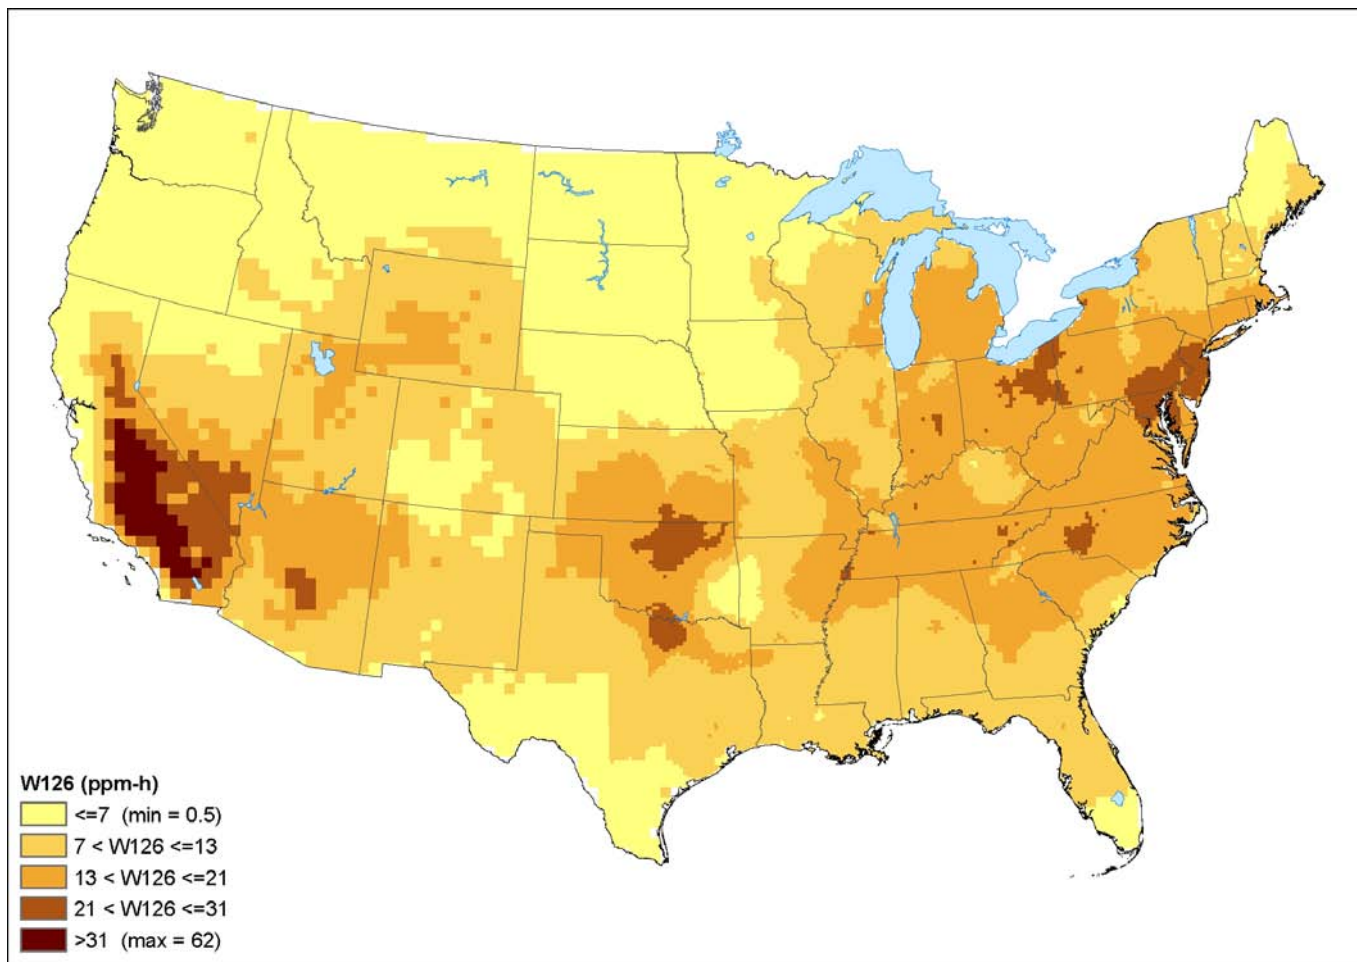 W126 (ppm-h)
<=7 (min = 0.5)
7 < W126 <=13
13 < W126 <=21
21 < W126 <=31
>31 (max = 62)